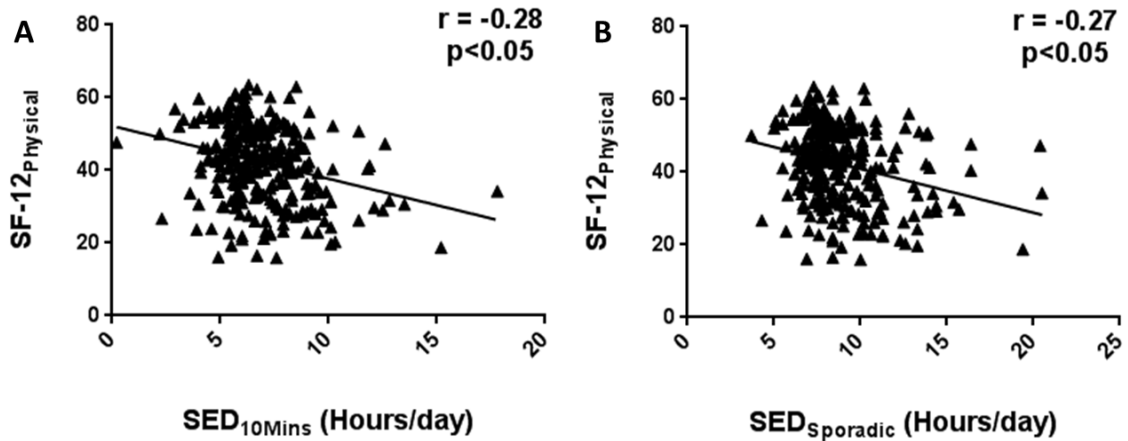 A
r = -0.28
p<0.05
80
60
40
20
0
SF-12Physical
0
5
10
15
20
SED10Mins (Hours/day)
B
r = -0.27
p<0.05
80
60
40
20
0
SF-12Physical
0
5
10
15
20
25
SEDSporadic (Hours/day)